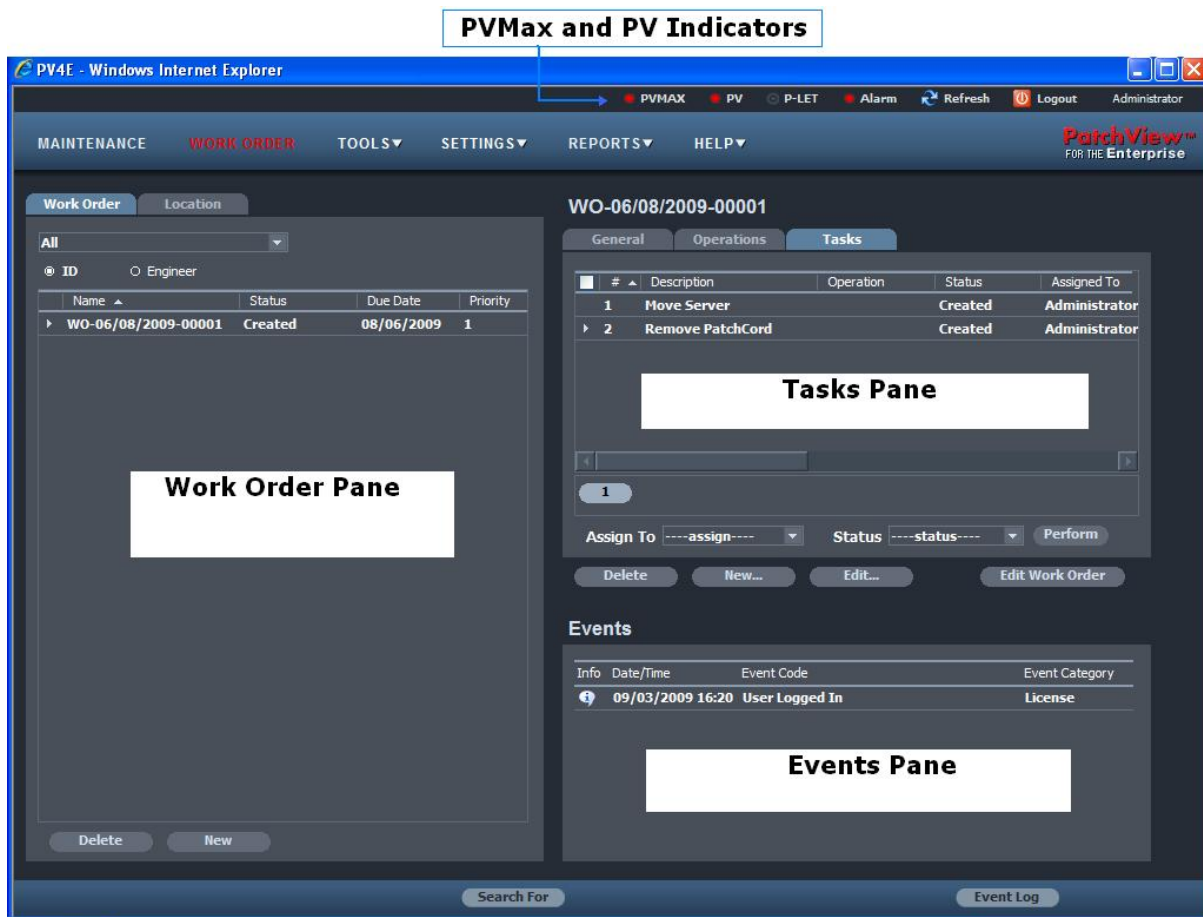 PVMax and PV Indicators
PV4E - Windows Internet Explorer
PVMAX PV P-LET Alarm Refresh Logout Administrator
MAINTENANCE WORK ORDER TOOLS▼ SETTINGS▼ REPORTS▼ HELP▼
PatchView™
FOR THE Enterprise
Work Order Location
All
ID Engineer
Name Status Due Date Priority
WO-06/08/2009-00001 Created 08/06/2009 1
Work Order Pane
Delete New
WO-06/08/2009-00001
General Operations Tasks
# Description Operation Status Assigned To
1 Move Server Created Administrator
2 Remove PatchCord Created Administrator
Tasks Pane
1
Assign To ----assign---- Status ----status---- Perform
Delete New... Edit... Edit Work Order
Events
Info Date/Time Event Code Event Category
09/03/2009 16:20 User Logged In License
Events Pane
Search For Event Log